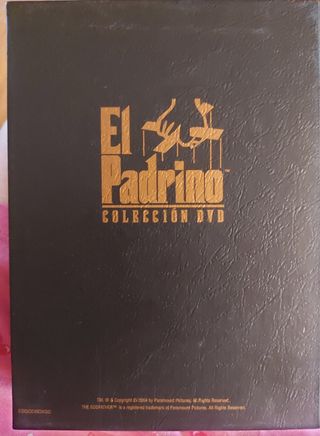 El
Padrino™
COLECCIÓN DVD
TM, ® & Copyright © 2004 by Paramount Pictures. All Rights Reserved.
THE GODFATHER™ is a registered trademark of Paramount Pictures. All Rights Reserved.